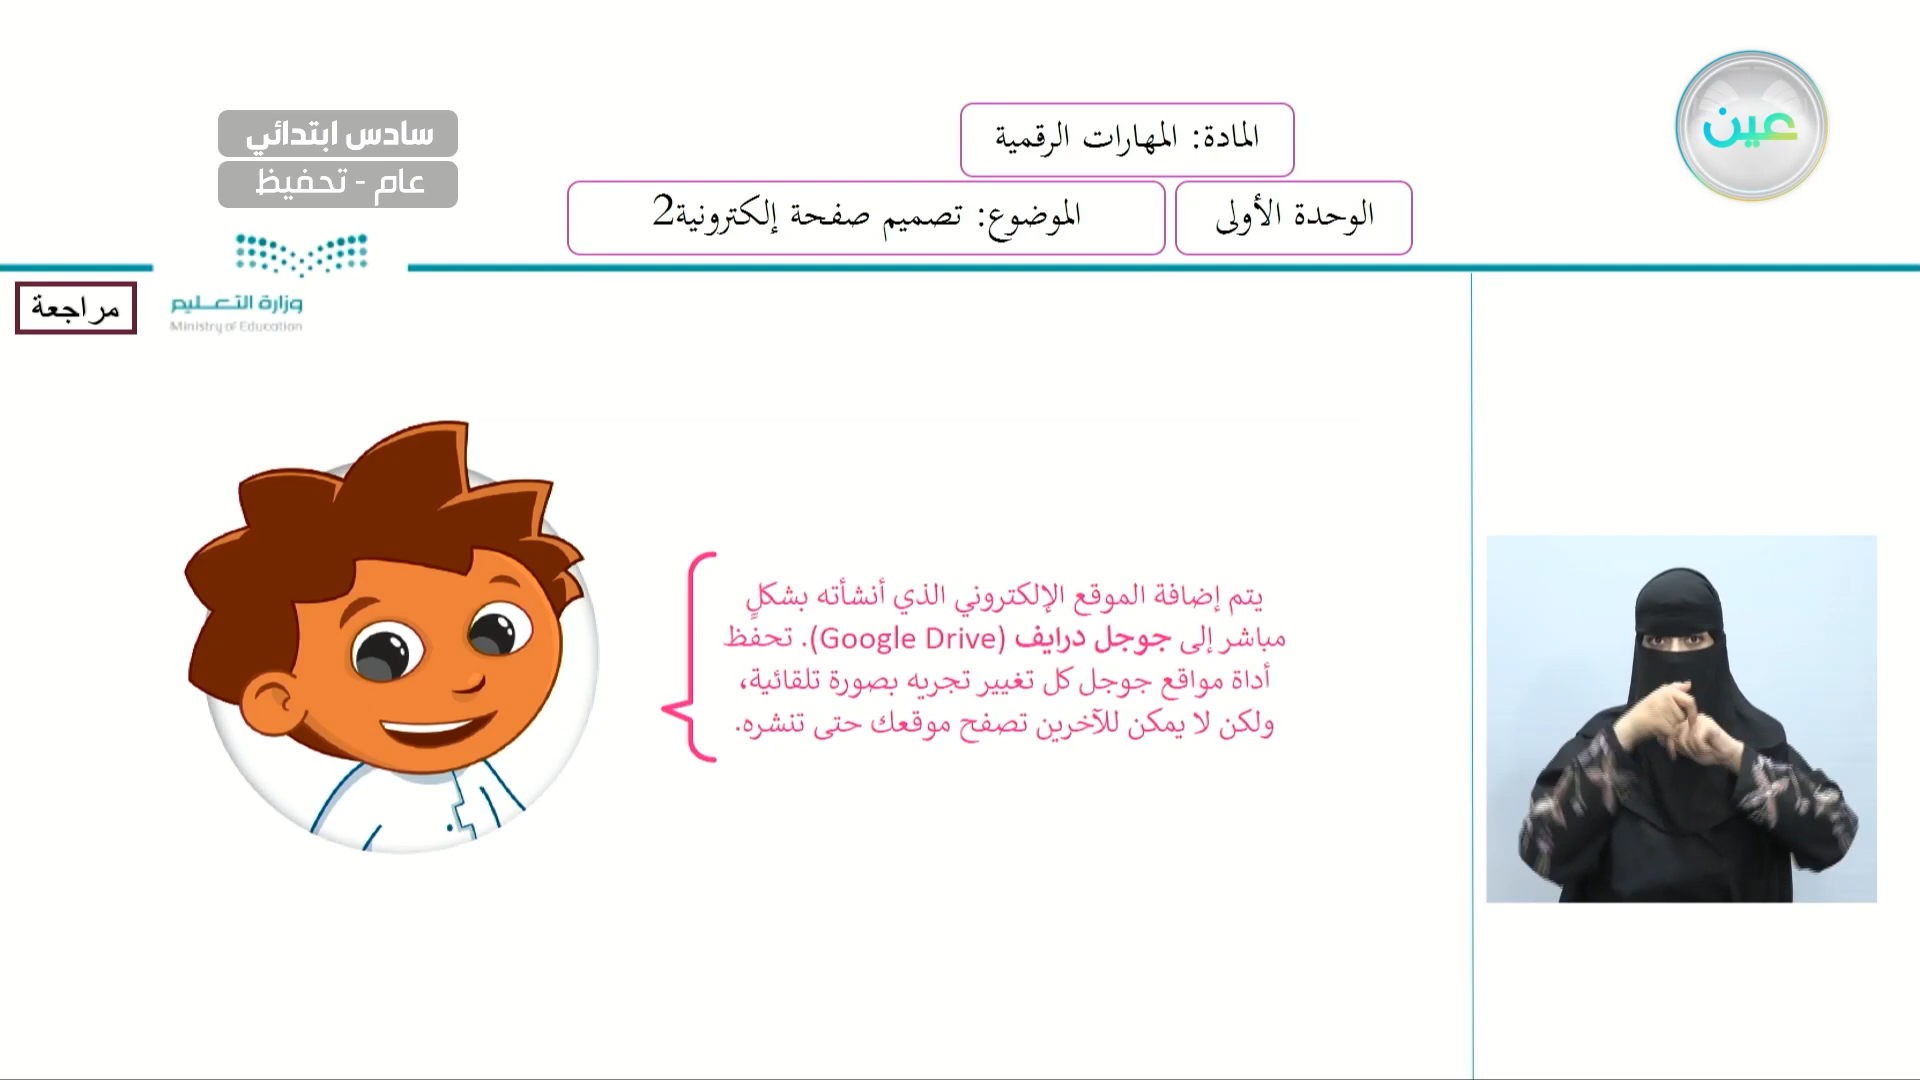 عين
المادة: المهارات الرقمية
سادس ابتدائي
عام - تحفيظ
الوحدة الأولى
الموضوع: تصميم صفحة إلكترونية2
وزارة التعليم
Ministry of Education
مراجعة
يتم إضافة الموقع الإلكتروني الذي أنشأته بشكلٍ
مباشر إلى جوجل درايف (Google Drive). تحفظ
أداة مواقع جوجل كل تغيير تجريه بصورة تلقائية،
ولكن لا يمكن للآخرين تصفح موقعك حتى تنشره.